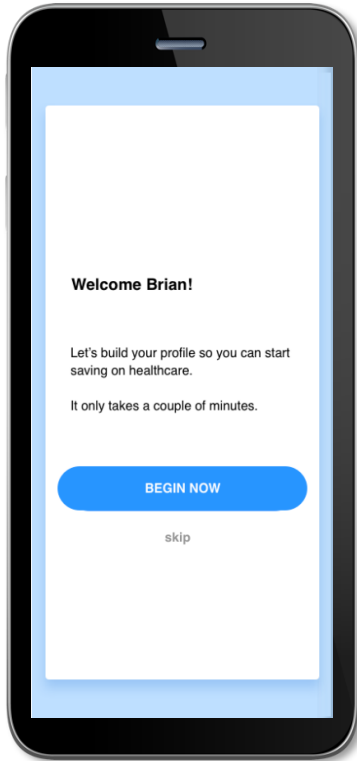 Welcome Brian!
Let's build your profile so you can start
saving on healthcare.
It only takes a couple of minutes.
BEGIN NOW
skip